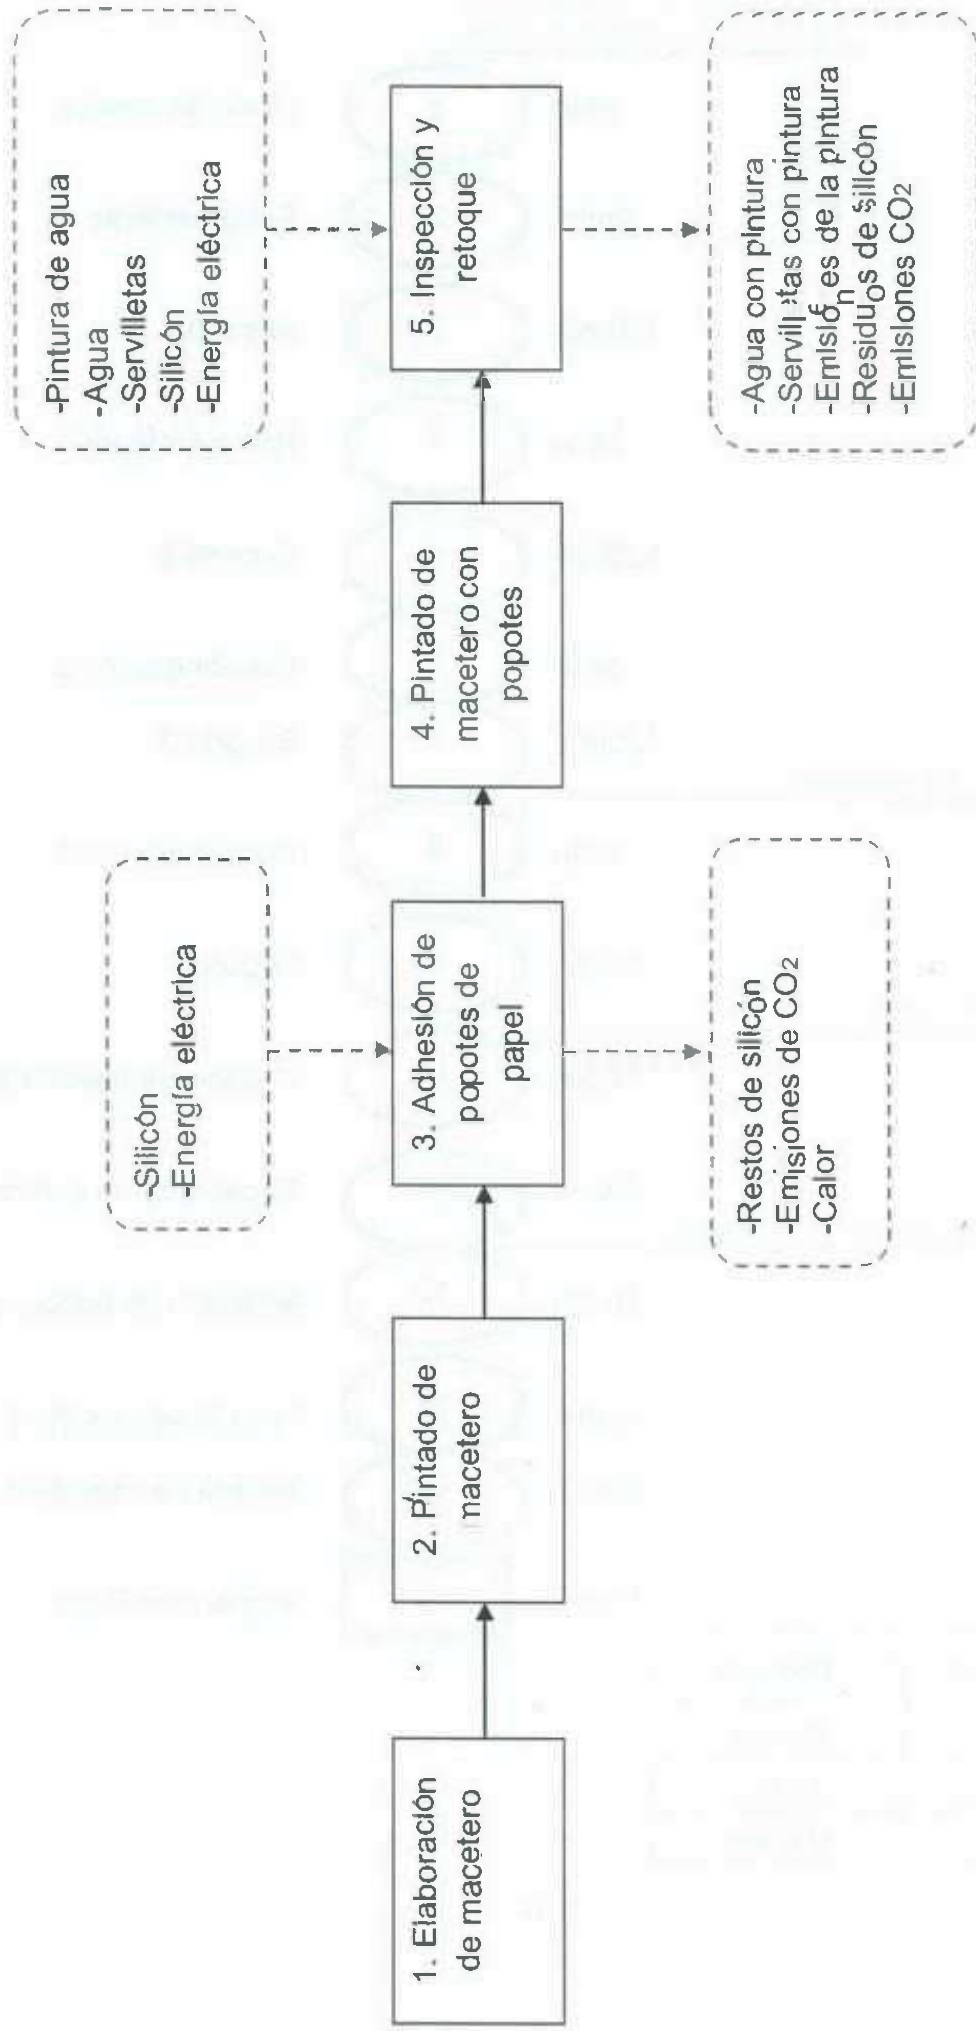 -Pintura de agua
-Agua
-Servilletas
-Silicón
-Energía eléctrica
-Silicón
-Energía eléctrica
1. Elaboración
de macetero
2. Pintado de
macetero
3. Adhesión de
popotes de
papel
4. Pintado de
macetero con
popotes
5. Inspección y
retoque
-Restos de silicón
-Emisiones de CO2
-Calor
-Agua con pintura
-Servilletas con pintura
-Emisiones de la pintura
-Residuos de silicón
-Emisiones CO2